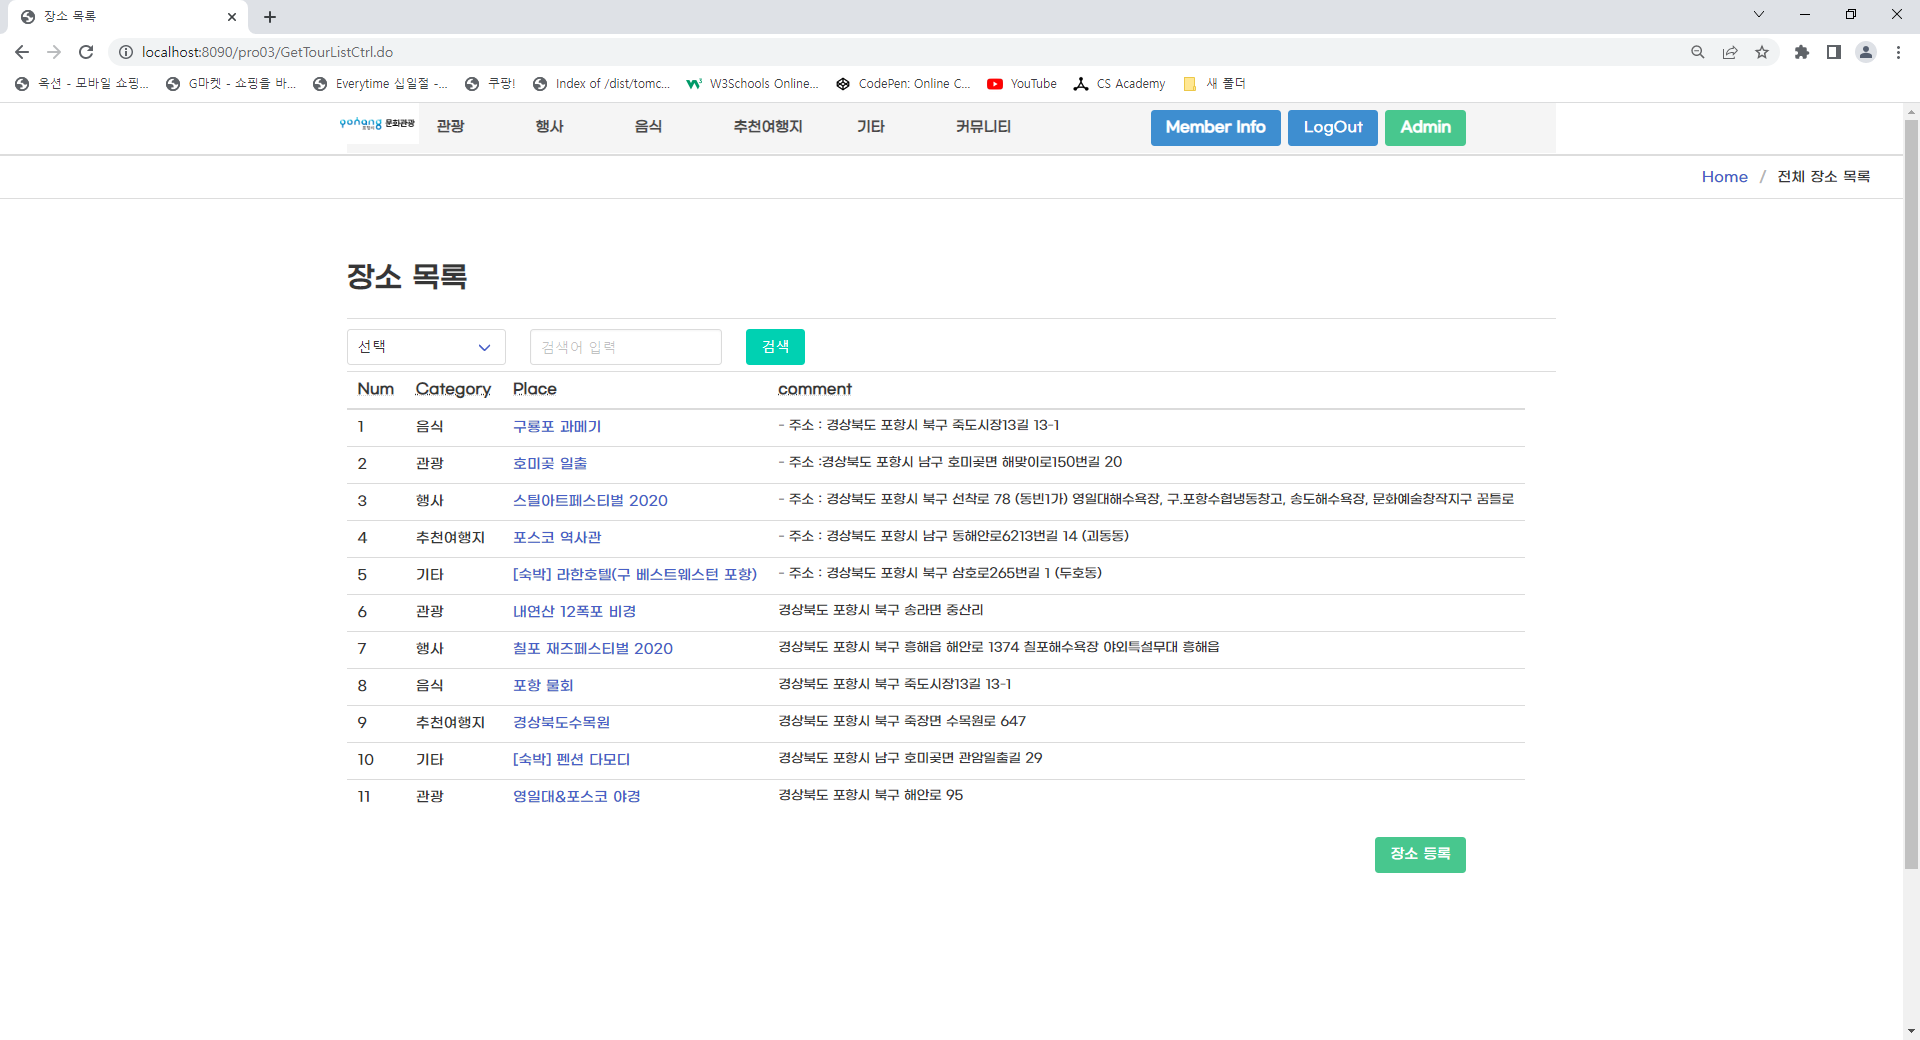 장소 목록
localhost:8090/pro03/GetTourListCtrl.do
옥션 - 모바일 쇼핑... G마켓 - 쇼핑을 바... Everytime 십일절 -... 쿠팡! Index of /dist/tomc... W3Schools Online... CodePen: Online C... YouTube CS Academy 새 폴더
문화관광 관광 행사 음식 추천여행지 기타 커뮤니티 Member Info LogOut Admin
Home / 전체 장소 목록
장소 목록
선택 검색어 입력 검색
Num Category Place comment
1 음식 구룡포 과메기 - 주소 : 경상북도 포항시 북구 죽도시장13길 13-1
2 관광 호미곶 일출 - 주소 :경상북도 포항시 남구 호미곶면 해맞이로150번길 20
3 행사 스틸아트페스티벌 2020 - 주소 : 경상북도 포항시 북구 선착로 78 (동빈1가) 영일대해수욕장, 구.포항수협냉동창고, 송도해수욕장, 문화예술창작지구 꿈틀로
4 추천여행지 포스코 역사관 - 주소 : 경상북도 포항시 남구 동해안로6213번길 14 (괴동동)
5 기타 [숙박] 라한호텔(구 베스트웨스턴 포항) - 주소 : 경상북도 포항시 북구 삼호로265번길 1 (두호동)
6 관광 내연산 12폭포 비경 경상북도 포항시 북구 송라면 중산리
7 행사 칠포 재즈페스티벌 2020 경상북도 포항시 북구 흥해읍 해안로 1374 칠포해수욕장 야외특설무대 흥해읍
8 음식 포항 물회 경상북도 포항시 북구 죽도시장13길 13-1
9 추천여행지 경상북도수목원 경상북도 포항시 북구 죽장면 수목원로 647
10 기타 [숙박] 펜션 다모디 경상북도 포항시 남구 호미곶면 관암일출길 29
11 관광 영일대&포스코 야경 경상북도 포항시 북구 해안로 95
장소 등록